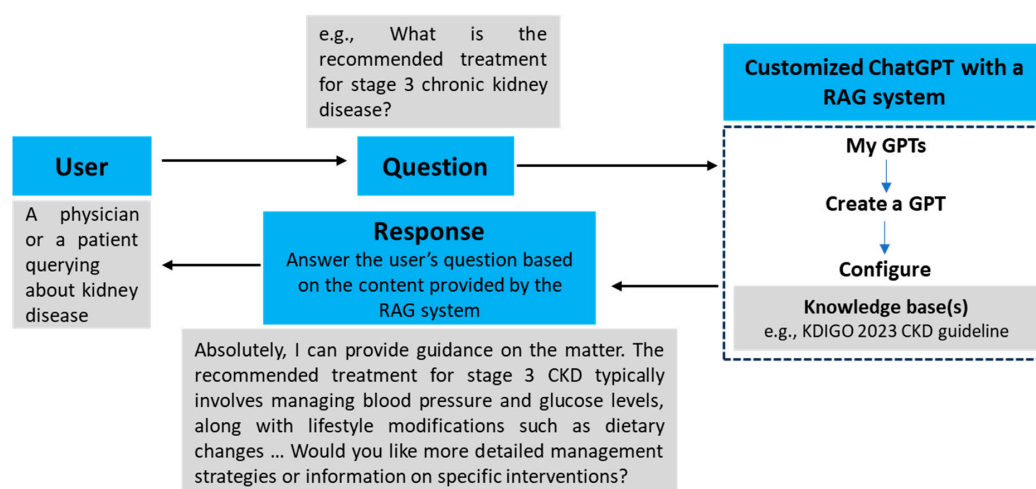 e.g., What is the
recommended treatment
for stage 3 chronic kidney
disease?
Customized ChatGPT with a
RAG system
User
A physician
or a patient
querying
about kidney
disease
Question
My GPTs
Create a GPT
Configure
Knowledge base(s)
e.g., KDIGO 2023 CKD guideline
Response
Answer the user's question based
on the content provided by the
RAG system
Absolutely, I can provide guidance on the matter. The
recommended treatment for stage 3 CKD typically
involves managing blood pressure and glucose levels,
along with lifestyle modifications such as dietary
changes ... Would you like more detailed management
strategies or information on specific interventions?